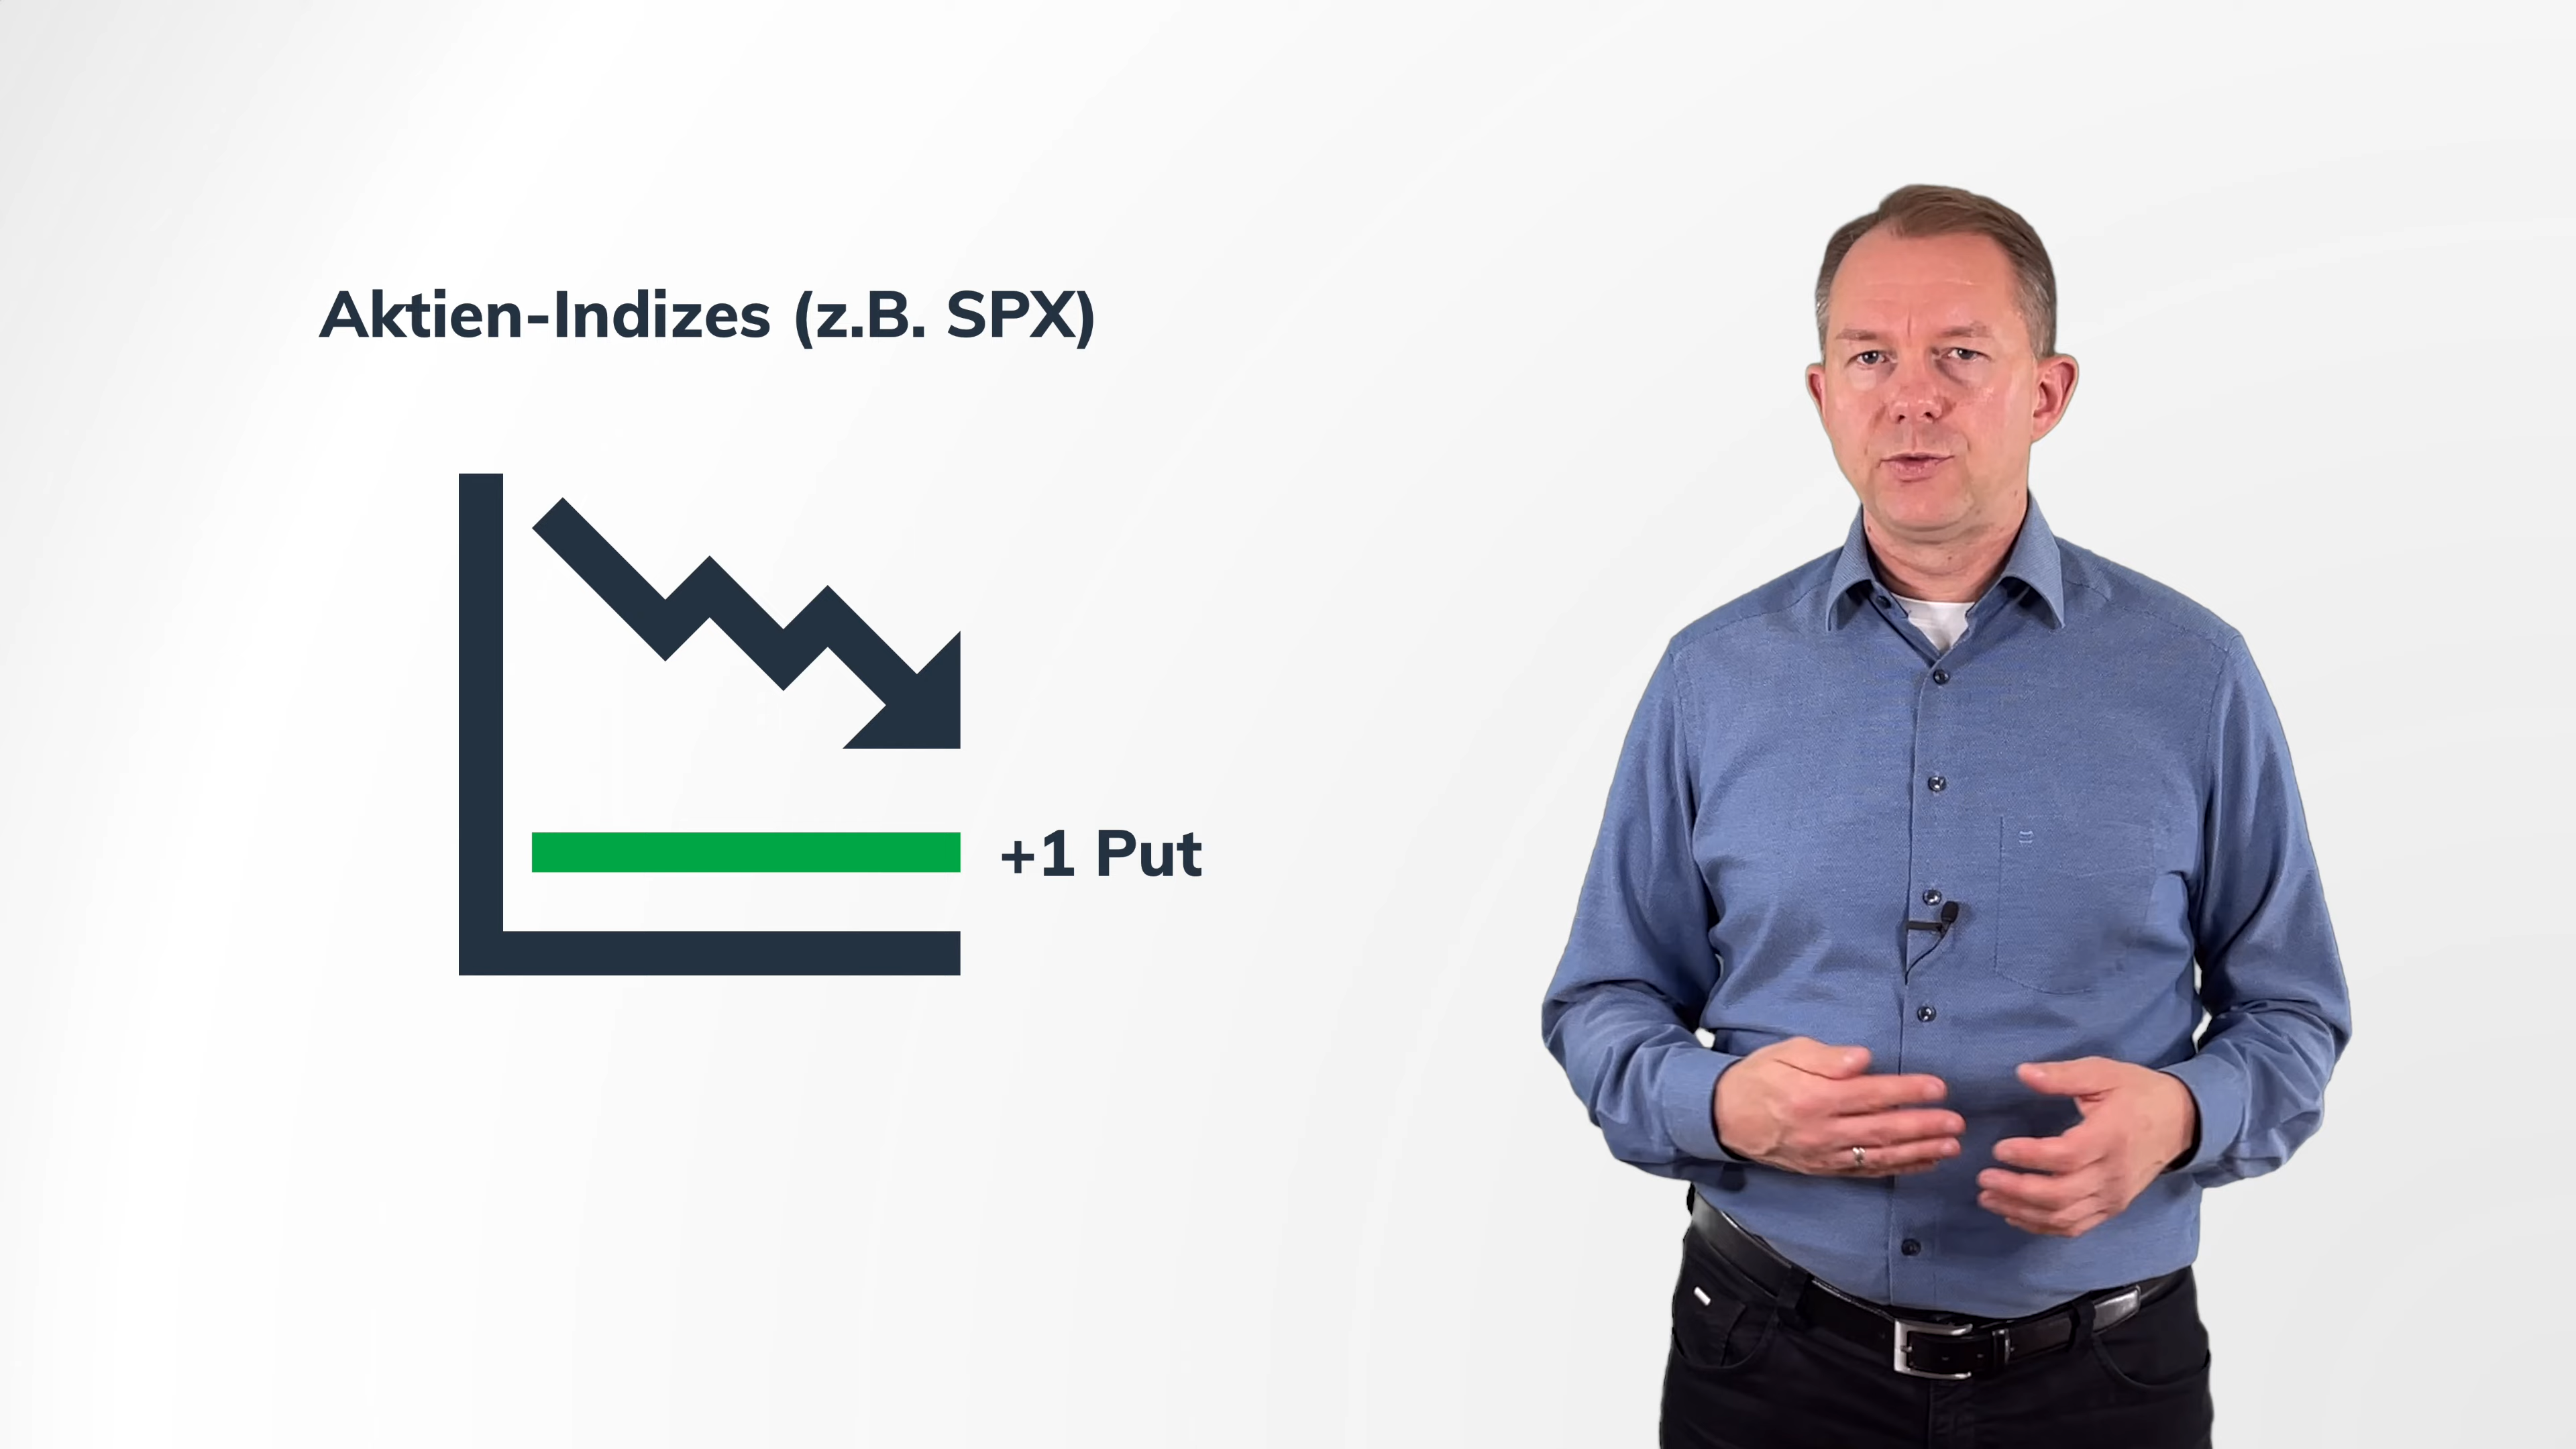 Aktien-Indizes (z.B. SPX)
+1 Put